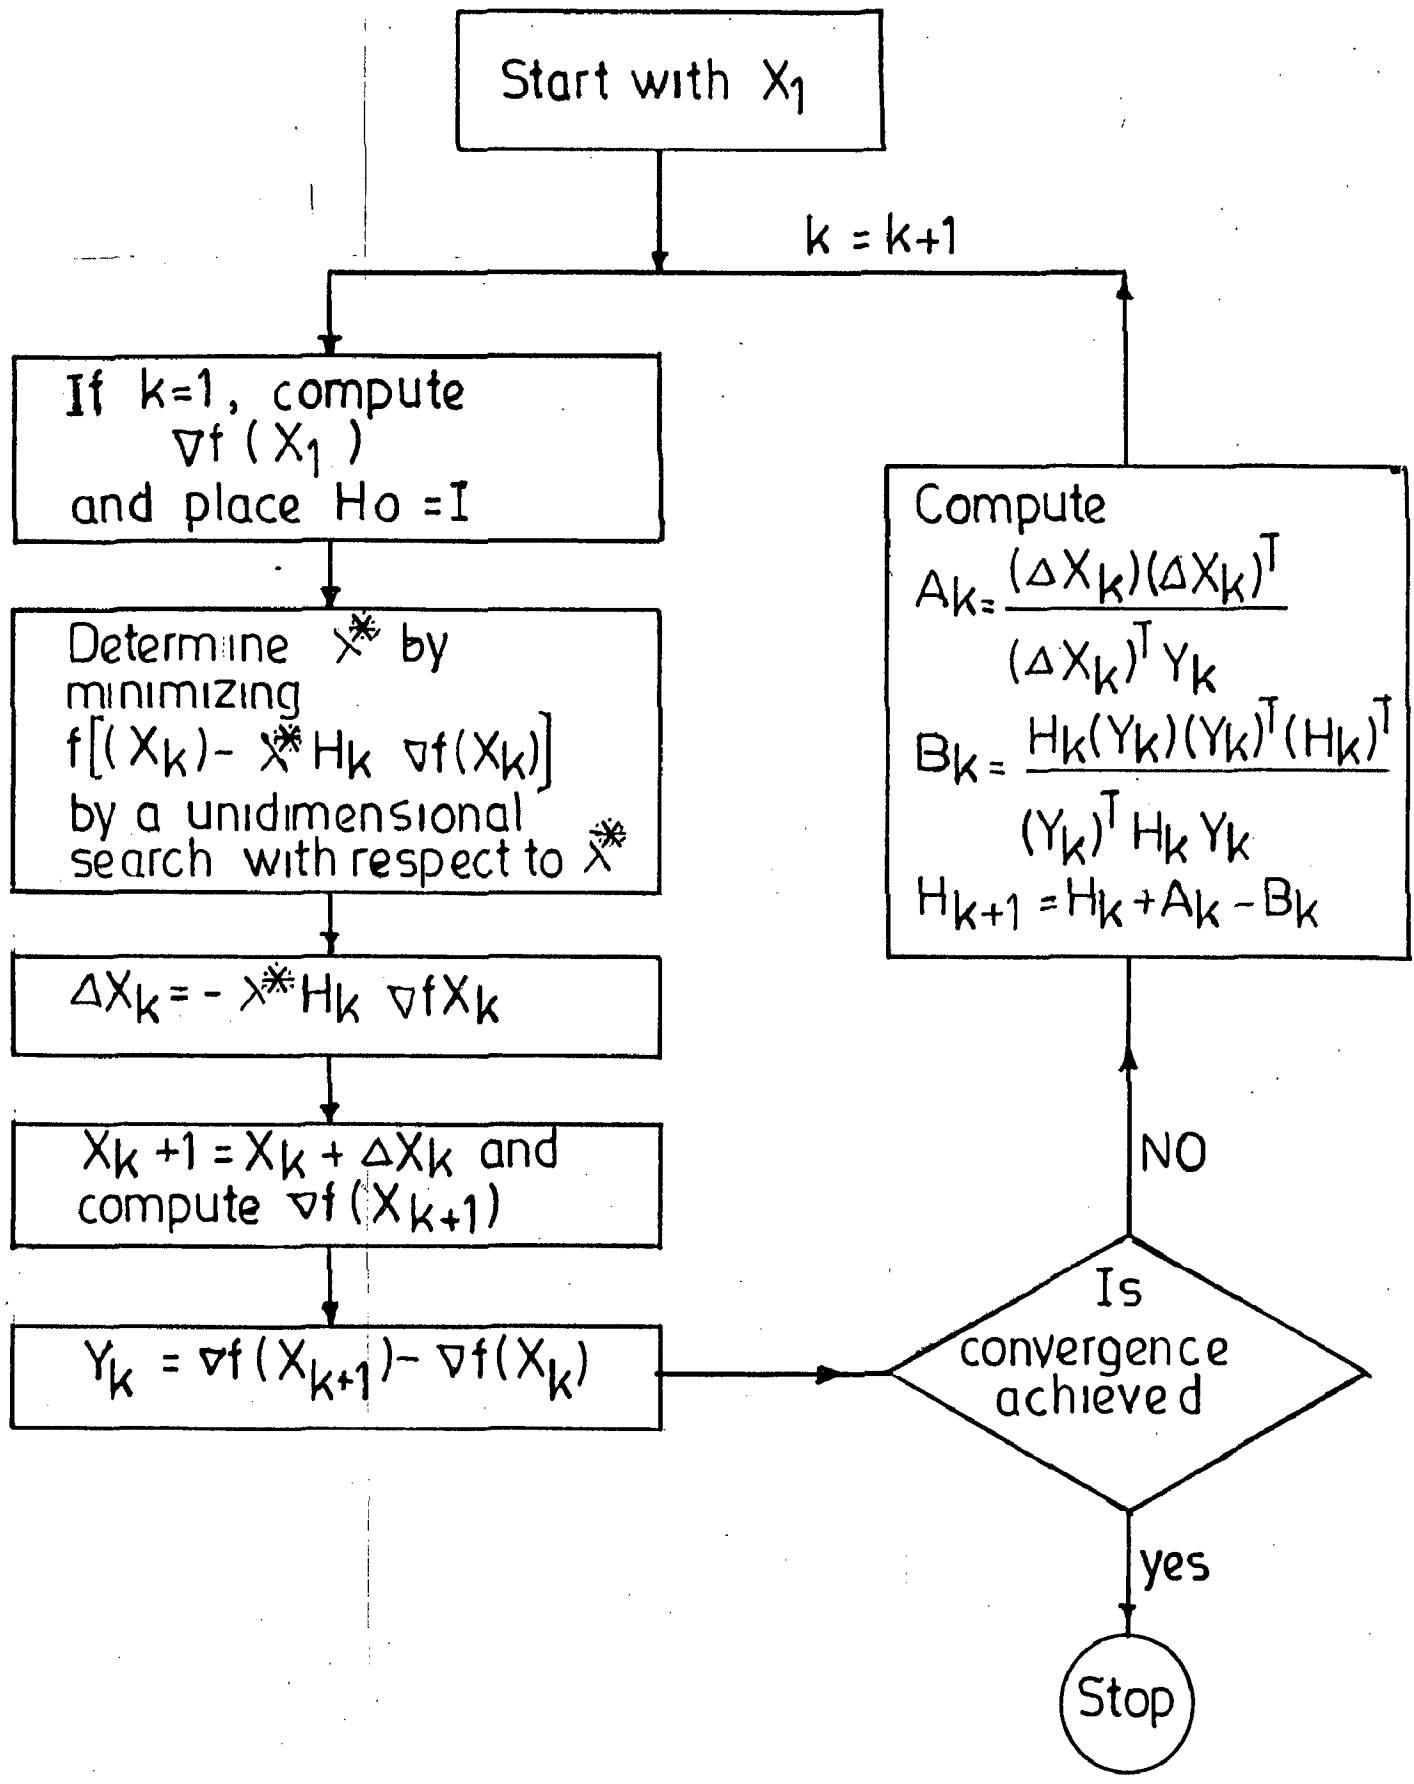 Start with X₁
k = k+1
If k=1, compute
∇f (X₁)
and place Ho = I
Determine λ* by
minimizing
f[(Xₖ)- λ* Hₖ ∇f(Xₖ)]
by a unidimensional
search with respect to λ*
ΔXₖ = - λ* Hₖ ∇fXₖ
Xₖ +1 = Xₖ + ΔXₖ and
compute ∇f(Xₖ₊₁)
Yₖ = ∇f(Xₖ₊₁)- ∇f(Xₖ)
Compute
Aₖ = (ΔXₖ)(ΔXₖ)ᵀ
(ΔXₖ)ᵀ Yₖ
Bₖ = Hₖ(Yₖ)(Yₖ)ᵀ(Hₖ)ᵀ
(Yₖ)ᵀ Hₖ Yₖ
Hₖ₊₁ = Hₖ + Aₖ - Bₖ
NO
Is
convergence
achieved
yes
Stop